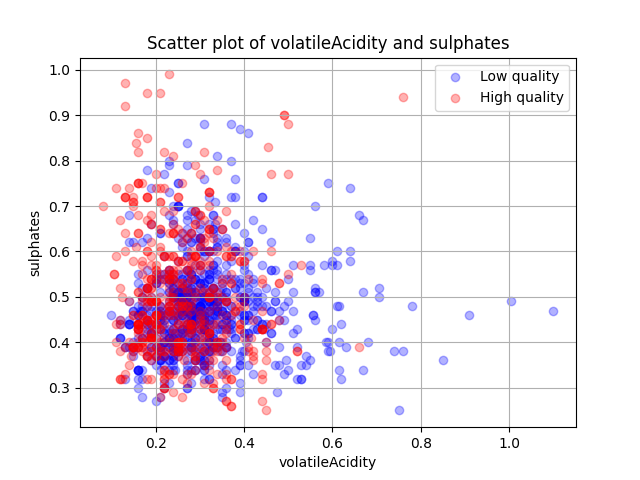 Scatter plot of volatileAcidity and sulphates
Low quality
High quality
1.0
0.9
0.8
0.7
0.6
0.5
0.4
0.3
sulphates
0.2 0.4 0.6 0.8 1.0
volatileAcidity